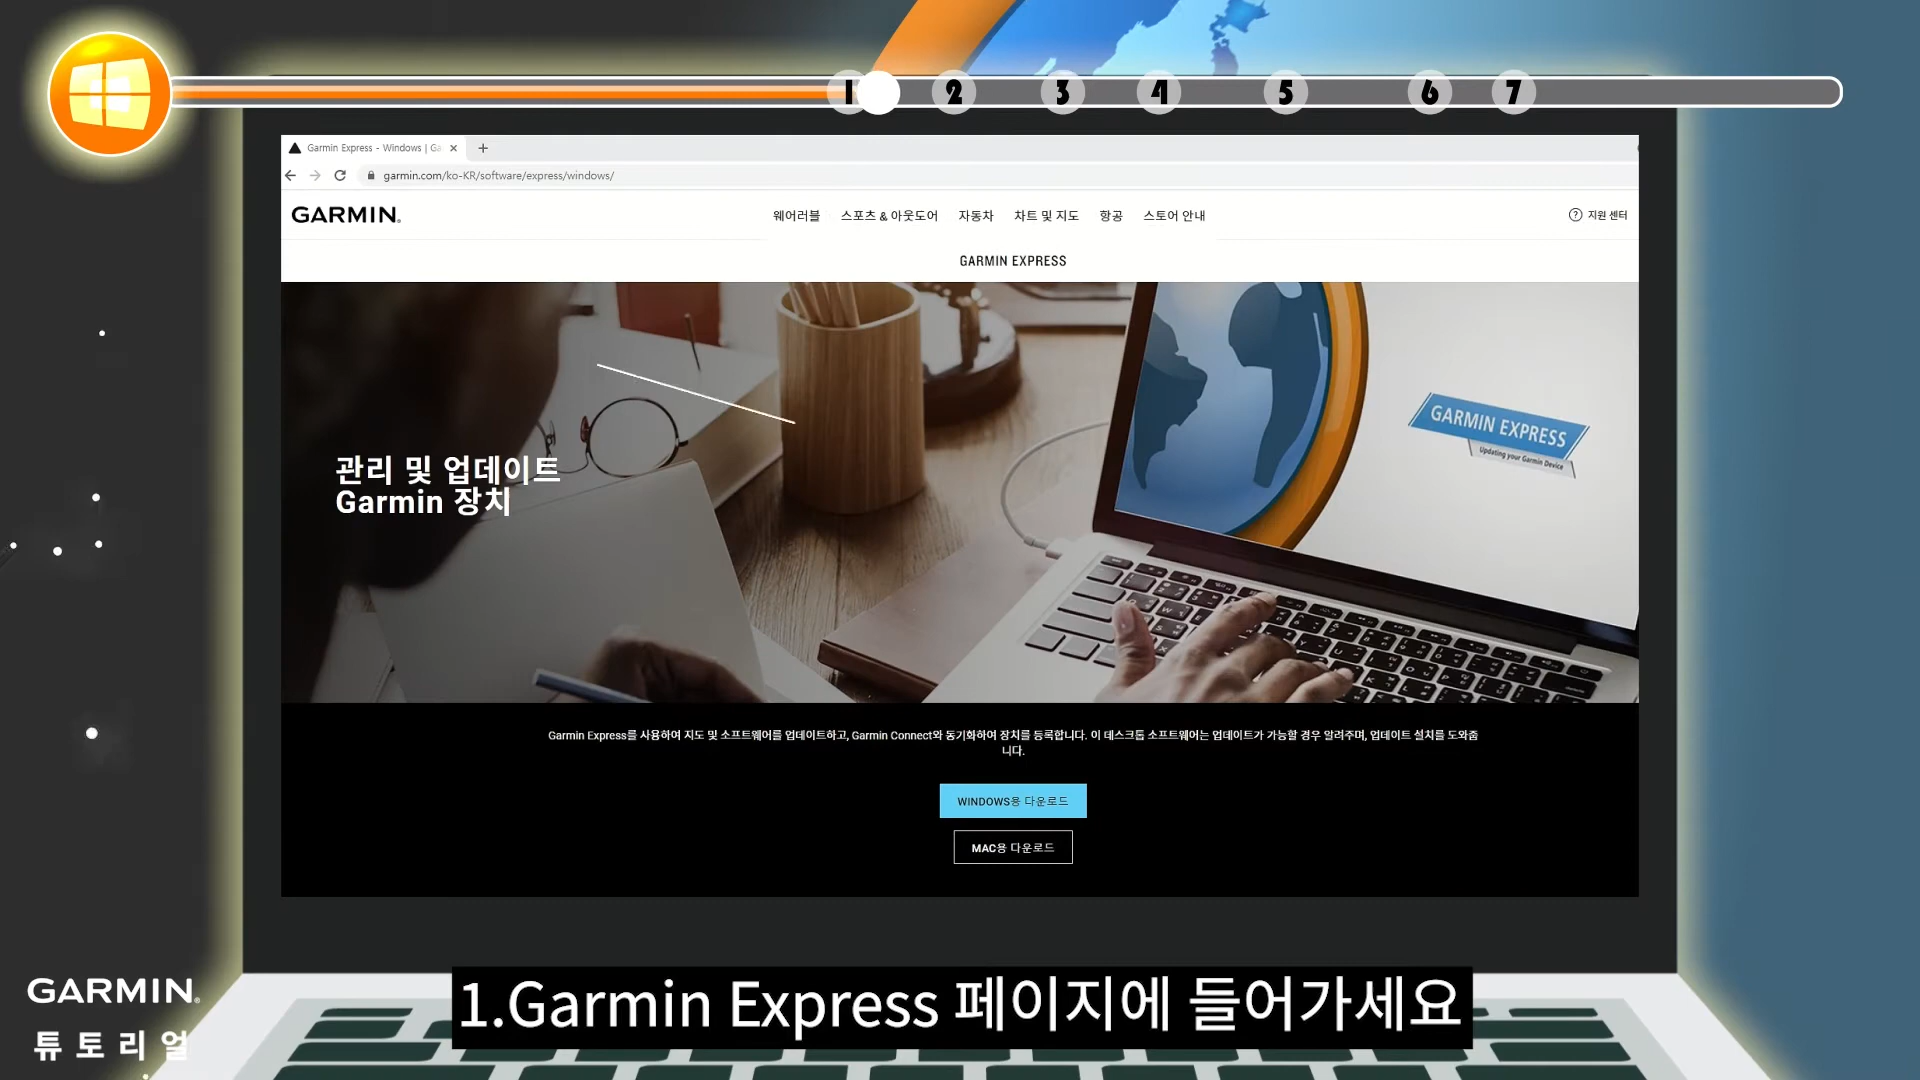 1 2 3 4 5 6 7
Garmin Express - Windows | Ga
garmin.com/ko-KR/software/express/windows/
GARMIN.
웨어러블 스포츠 & 아웃도어 자동차 차트 및 지도 항공 스토어 안내
지원 센터
GARMIN EXPRESS
GARMIN EXPRESS
Updating your Garmin Device
관리 및 업데이트
Garmin 장치
Garmin Express를 사용하여 지도 및 소프트웨어를 업데이트하고, Garmin Connect와 동기화하여 장치를 등록합니다. 이 데스크톱 소프트웨어는 업데이트가 가능할 경우 알려주며, 업데이트 설치를 도와줍
니다.
WINDOWS용 다운로드
MAC용 다운로드
GARMIN.
튜토리얼
1.Garmin Express 페이지에 들어가세요